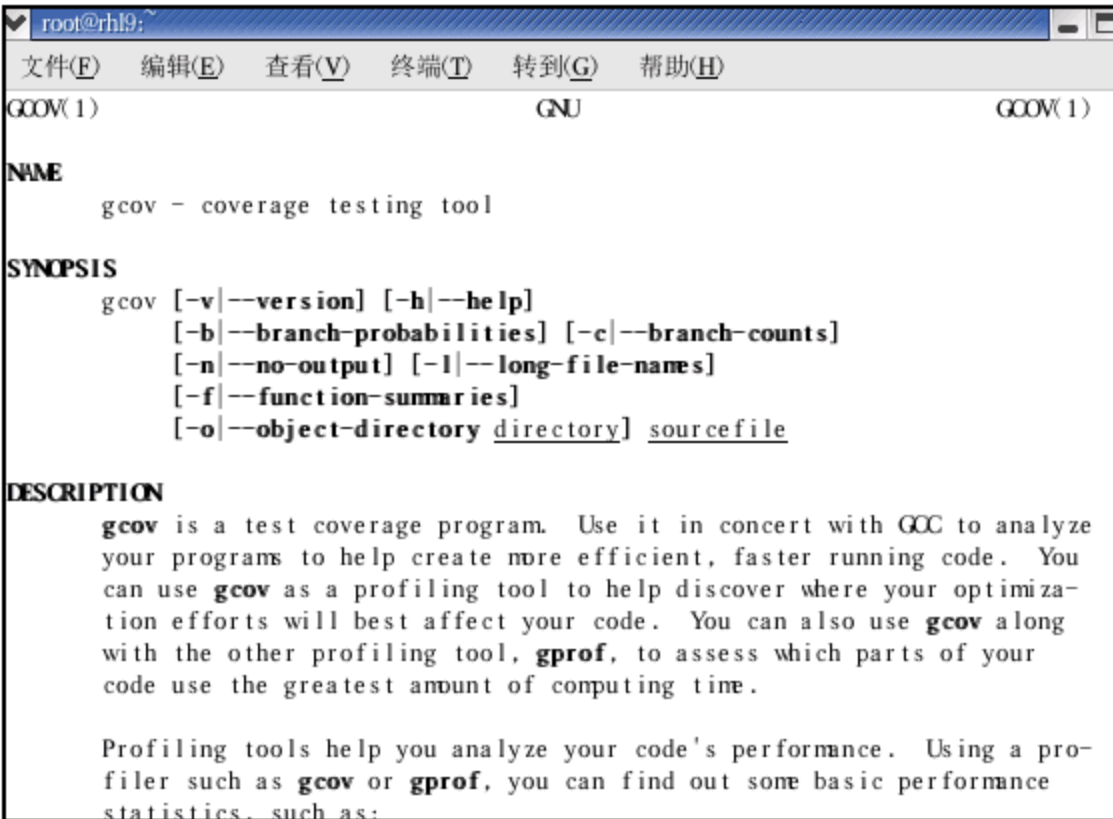 root@rhl9:~
文件(F) 编辑(E) 查看(V) 终端(T) 转到(G) 帮助(H)
GCOV(1) GNU GCOV(1)
NAME
gcov - coverage testing tool
SYNOPSIS
gcov [-v|--version] [-h|--help]
[-b|--branch-probabilities] [-c|--branch-counts]
[-n|--no-output] [-l|--long-file-names]
[-f|--function-summaries]
[-o|--object-directory directory] sourcefile
DESCRIPTION
gcov is a test coverage program. Use it in concert with GCC to analyze
your programs to help create more efficient, faster running code. You
can use gcov as a profiling tool to help discover where your optimiza-
tion efforts will best affect your code. You can also use gcov along
with the other profiling tool, gprof, to assess which parts of your
code use the greatest amount of computing time.
Profiling tools help you analyze your code's performance. Using a pro-
filer such as gcov or gprof, you can find out some basic performance
statistics, such as: